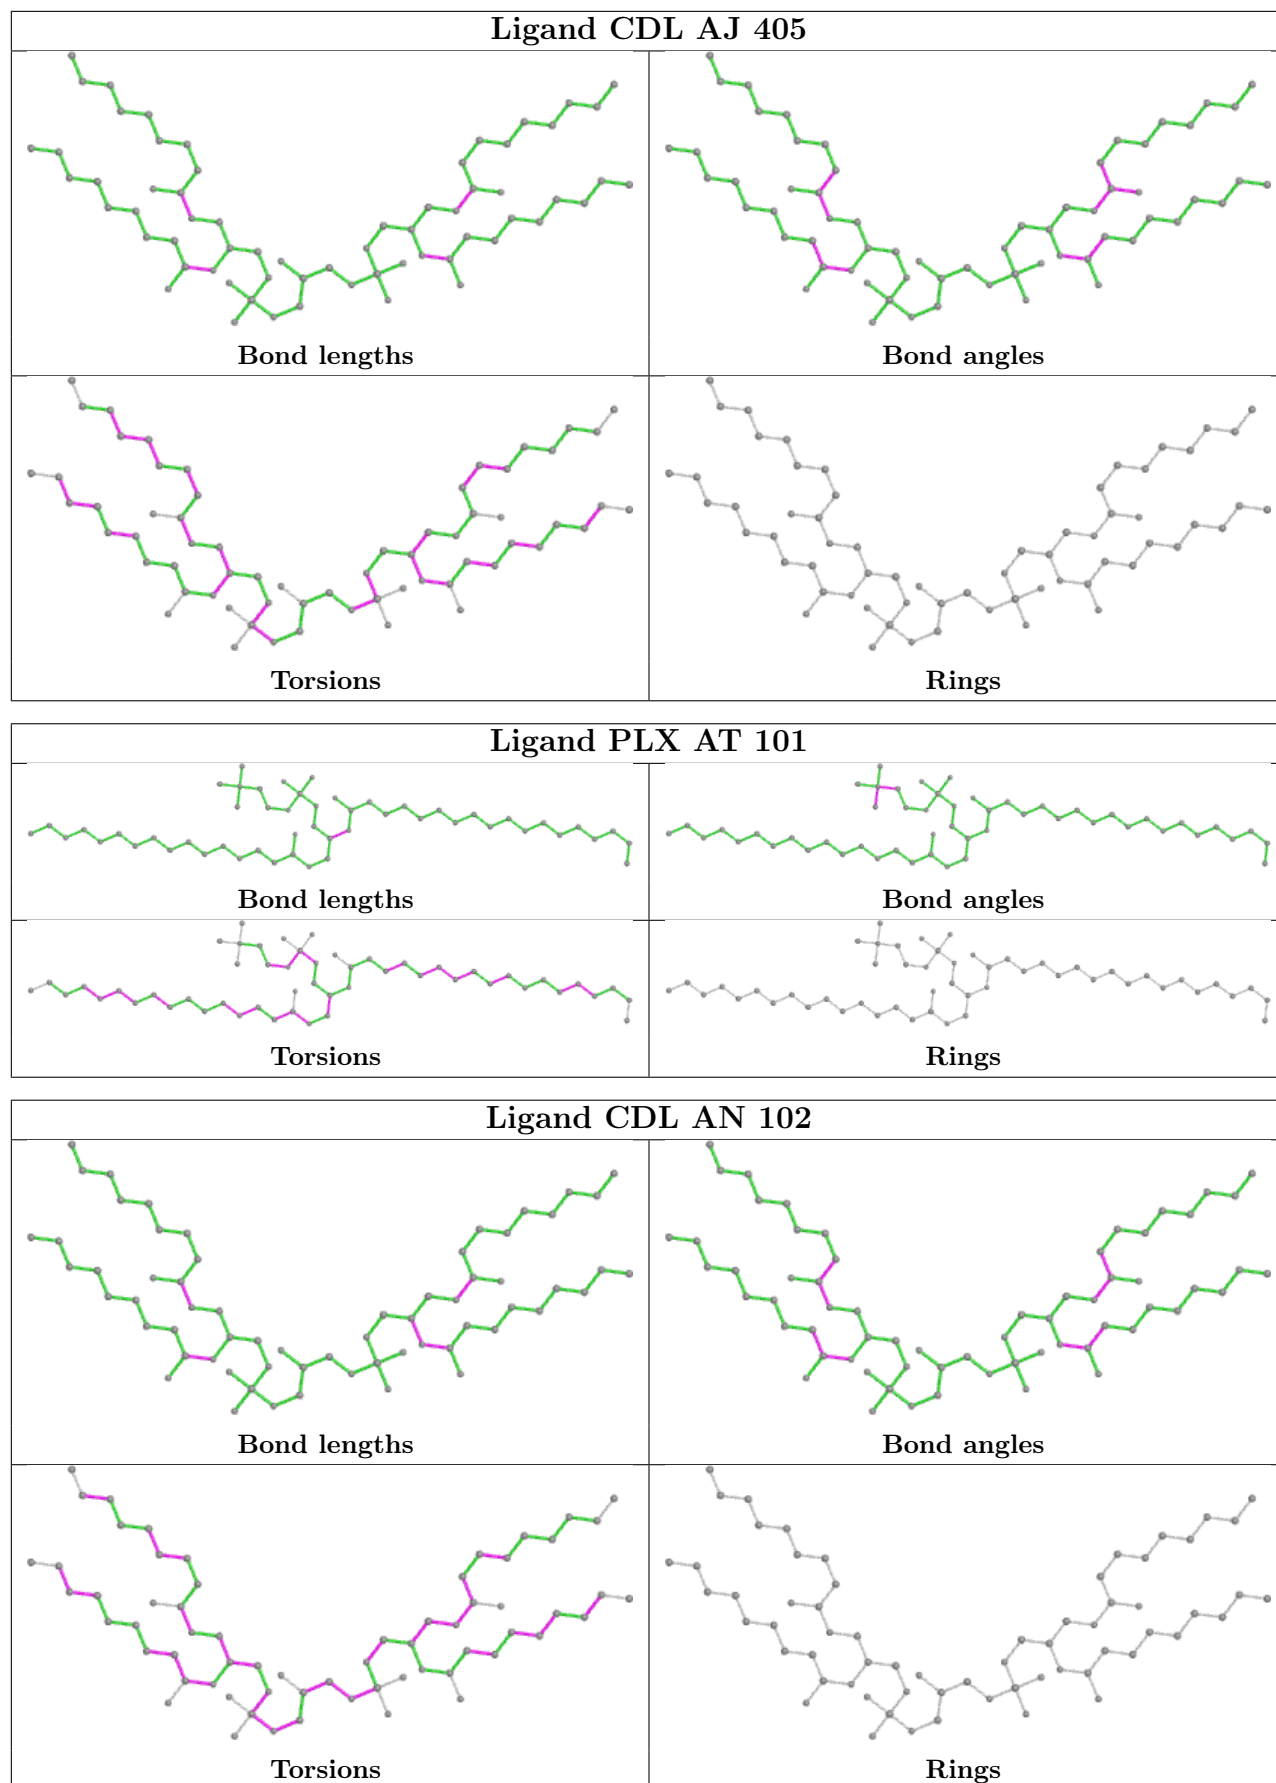 Ligand CDL AJ 405
Bond lengths
Bond angles
Torsions
Rings
Ligand PLX AT 101
Bond lengths
Bond angles
Torsions
Rings
Ligand CDL AN 102
Bond lengths
Bond angles
Torsions
Rings